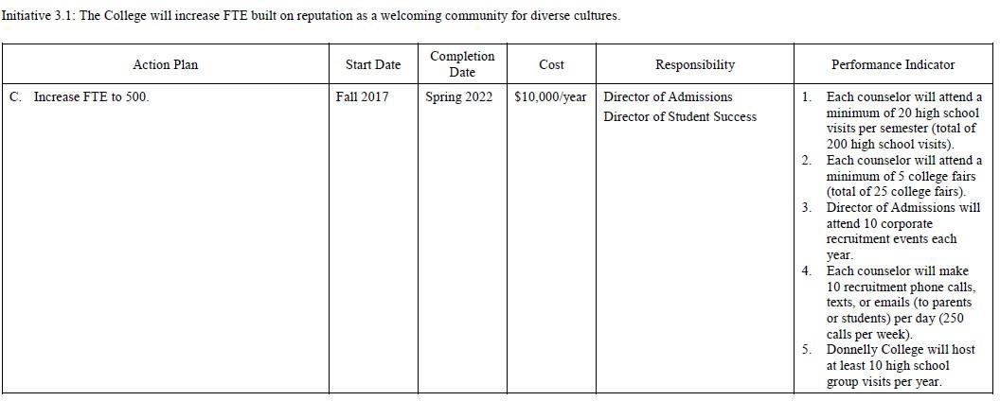 Initiative 3.1: The College will increase FTE built on reputation as a welcoming community for diverse cultures.
Action Plan
Start Date
Completion
Date
Cost
Responsibility
Performance Indicator
C. Increase FTE to 500.
Fall 2017
Spring 2022
$10,000/year
Director of Admissions
Director of Student Success
1. Each counselor will attend a
minimum of 20 high school
visits per semester (total of
200 high school visits).
2. Each counselor will attend a
minimum of 5 college fairs
(total of 25 college fairs).
3. Director of Admissions will
attend 10 corporate
recruitment events each
year.
4. Each counselor will make
10 recruitment phone calls,
texts, or emails (to parents
or students) per day (250
calls per week).
5. Donnelly College will host
at least 10 high school
group visits per year.